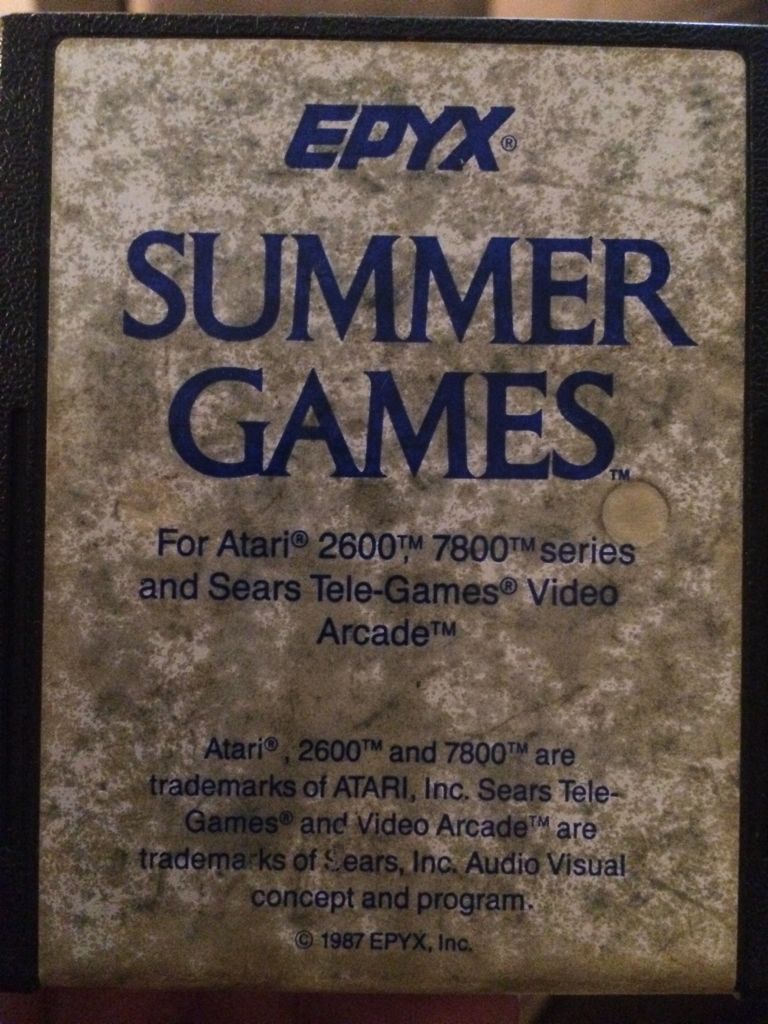 EPYX®
SUMMER
GAMES™
For Atari® 2600™, 7800™ series
and Sears Tele-Games® Video
Arcade™
Atari®, 2600™ and 7800™ are
trademarks of ATARI, Inc. Sears Tele-
Games® and Video Arcade™ are
trademarks of Sears, Inc. Audio Visual
concept and program.
© 1987 EPYX, Inc.